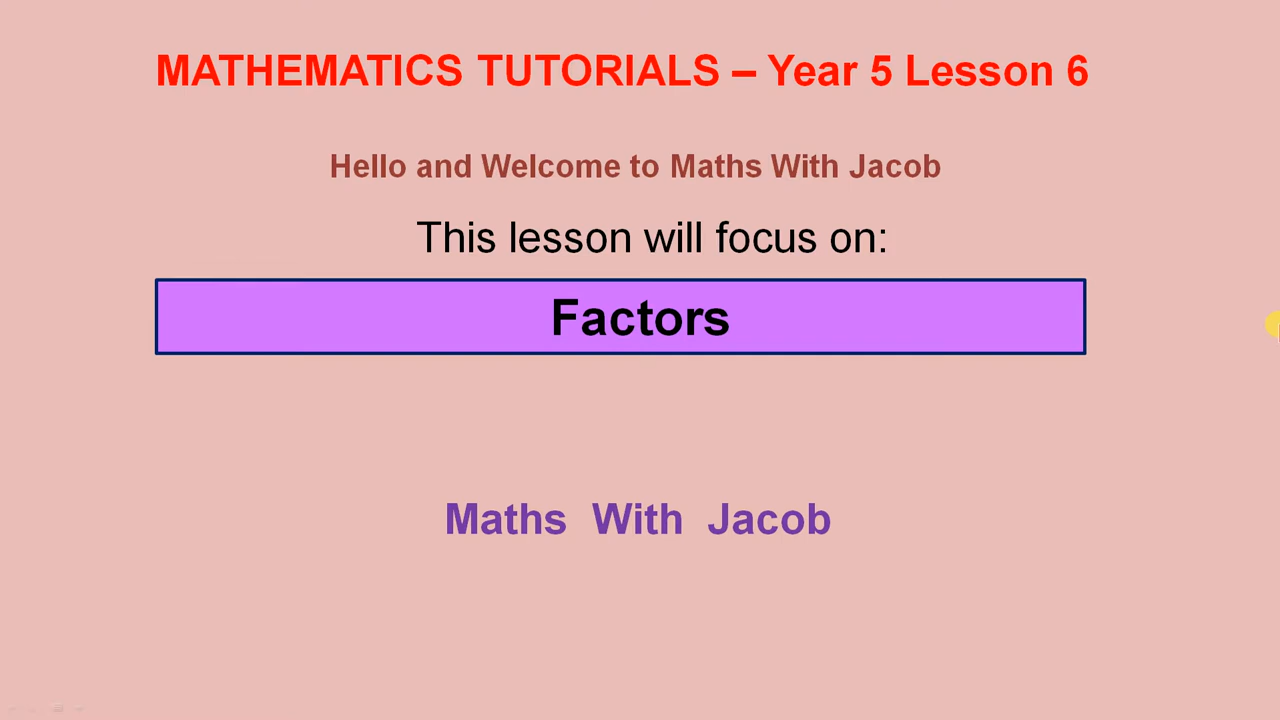 MATHEMATICS TUTORIALS – Year 5 Lesson 6
Hello and Welcome to Maths With Jacob
This lesson will focus on:
Factors
Maths With Jacob